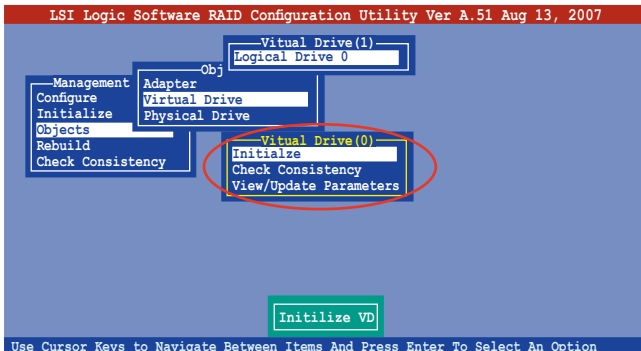 LSI Logic Software RAID Configuration Utility Ver A.51 Aug 13, 2007
Vitual Drive(1)
Logical Drive 0
Obj
Adapter
Virtual Drive
Physical Drive
Management
Configure
Initialize
Objects
Rebuild
Check Consistency
Vitual Drive(0)
Initialze
Check Consistency
View/Update Parameters
Initilize VD
Use Cursor Keys to Navigate Between Items And Press Enter To Select An Option